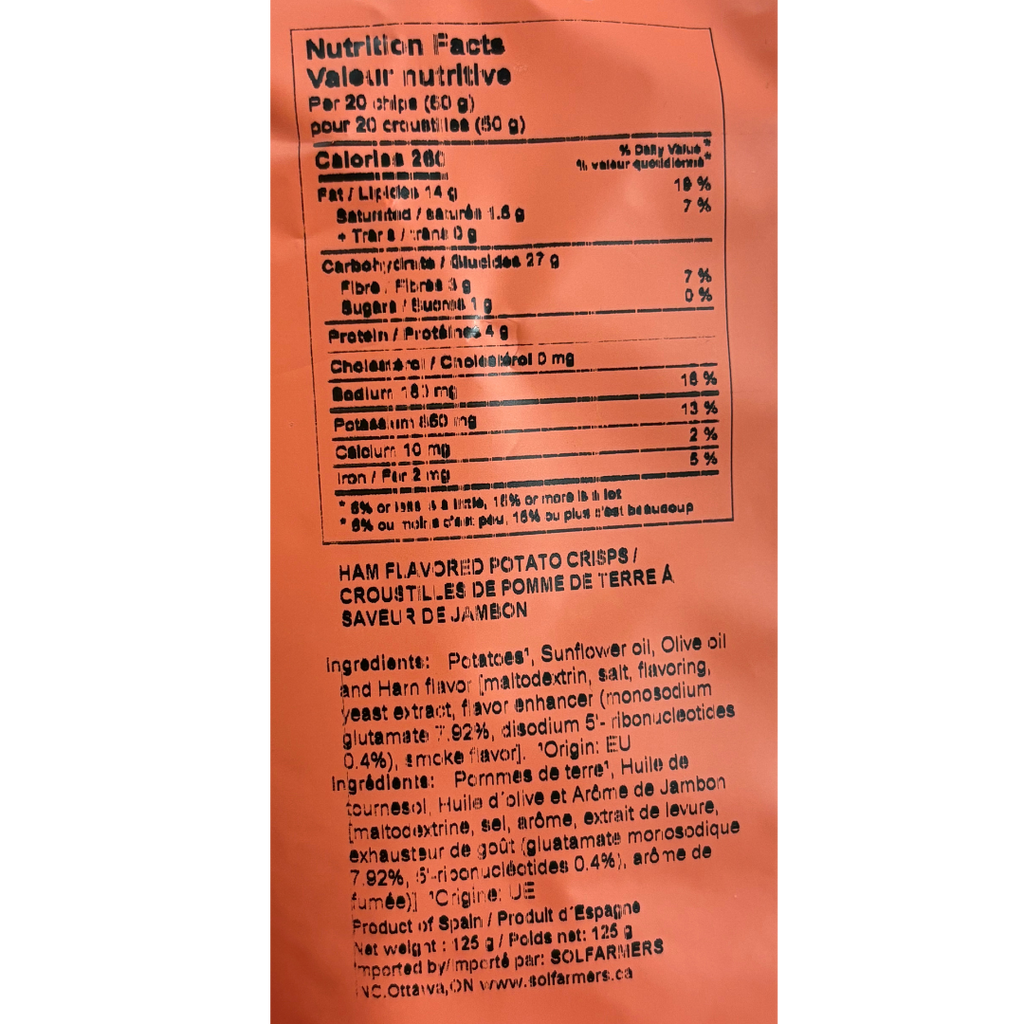 Nutrition Facts
Valeur nutritive
Per 20 chips (50 g)
pour 20 croustilles (50 g)
Calories 260
% Daily Value*
% valeur quotidienne*
Fat / Lipides 14 g
18 %
Saturated / saturés 1.5 g
7 %
+ Trans / trans 0 g
Carbohydrate / Glucides 27 g
Fibre / Fibres 3 g
7 %
Sugars / Sucres 1 g
0 %
Protein / Protéines 4 g
Cholestérol / Cholestérol 0 mg
Sodium mg
16 %
Potassium mg
13 %
Calcium 10 mg
2 %
Iron / Fer 2 mg
5 %
* 5% or less is a little, 15% or more is a lot
* 5% ou moins c'est peu, 15% ou plus c'est beaucoup
HAM FLAVORED POTATO CRISPS /
CROUSTILLES DE POMME DE TERRE Á
SAVEUR DE JAMBON
Ingredients: Potatoes¹, Sunflower oil, Olive oil
and Ham flavor [maltodextrin, salt, flavoring,
yeast extract, flavor enhancer (monosodium
glutamate 7.92%, disodium 5'- ribonucleotides
0.4%), smoke flavor]. ¹Origin: EU
Ingrédients: Pommes de terre¹, Huile de
tournesol, Huile d'olive et Arôme de Jambon
[maltodextrine, sel, arôme, extrait de levure,
exhausteur de goût (gluatamate monosodique
7.92%, 5'-ribonucléotides 0.4%), arôme de
fumée)] ¹Origine: UE
Product of Spain / Produit d'Espagne
Net weight : 125 g / Poids net: 125 g
Imported by/Importé par: SOLFARMERS
INC.Ottawa,ON www.solfarmers.ca